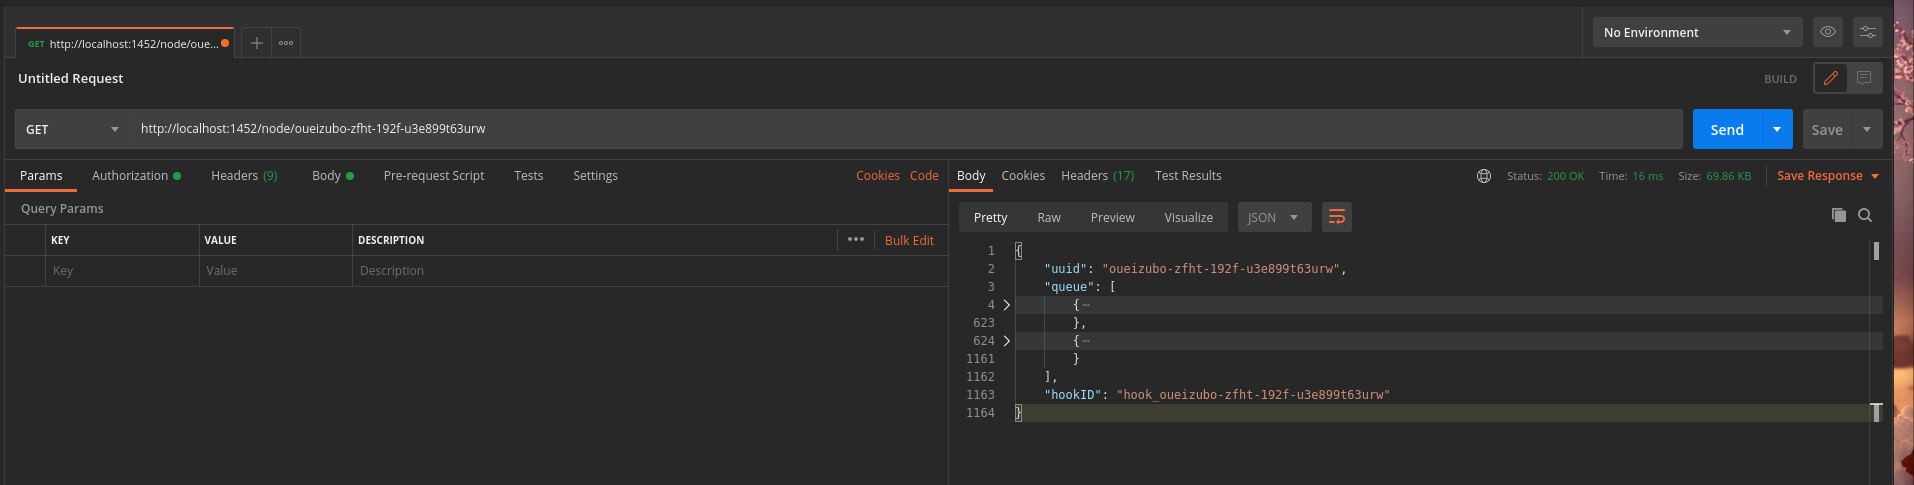 GET http://localhost:1452/node/oue...
No Environment
Untitled Request
BUILD
GET http://localhost:1452/node/oueizubo-zfht-192f-u3e899t63urw
Send Save
Params Authorization Headers (9) Body Pre-request Script Tests Settings Cookies Code
Query Params
KEY VALUE DESCRIPTION ••• Bulk Edit
Key Value Description
Body Cookies Headers (17) Test Results Status: 200 OK Time: 16 ms Size: 69.86 KB Save Response
Pretty Raw Preview Visualize JSON
1 {
2 "uuid": "oueizubo-zfht-192f-u3e899t63urw",
3 "queue": [
4 { ⋯
623 },
624 { ⋯
1161 }
1162 ],
1163 "hookID": "hook_oueizubo-zfht-192f-u3e899t63urw"
1164 }